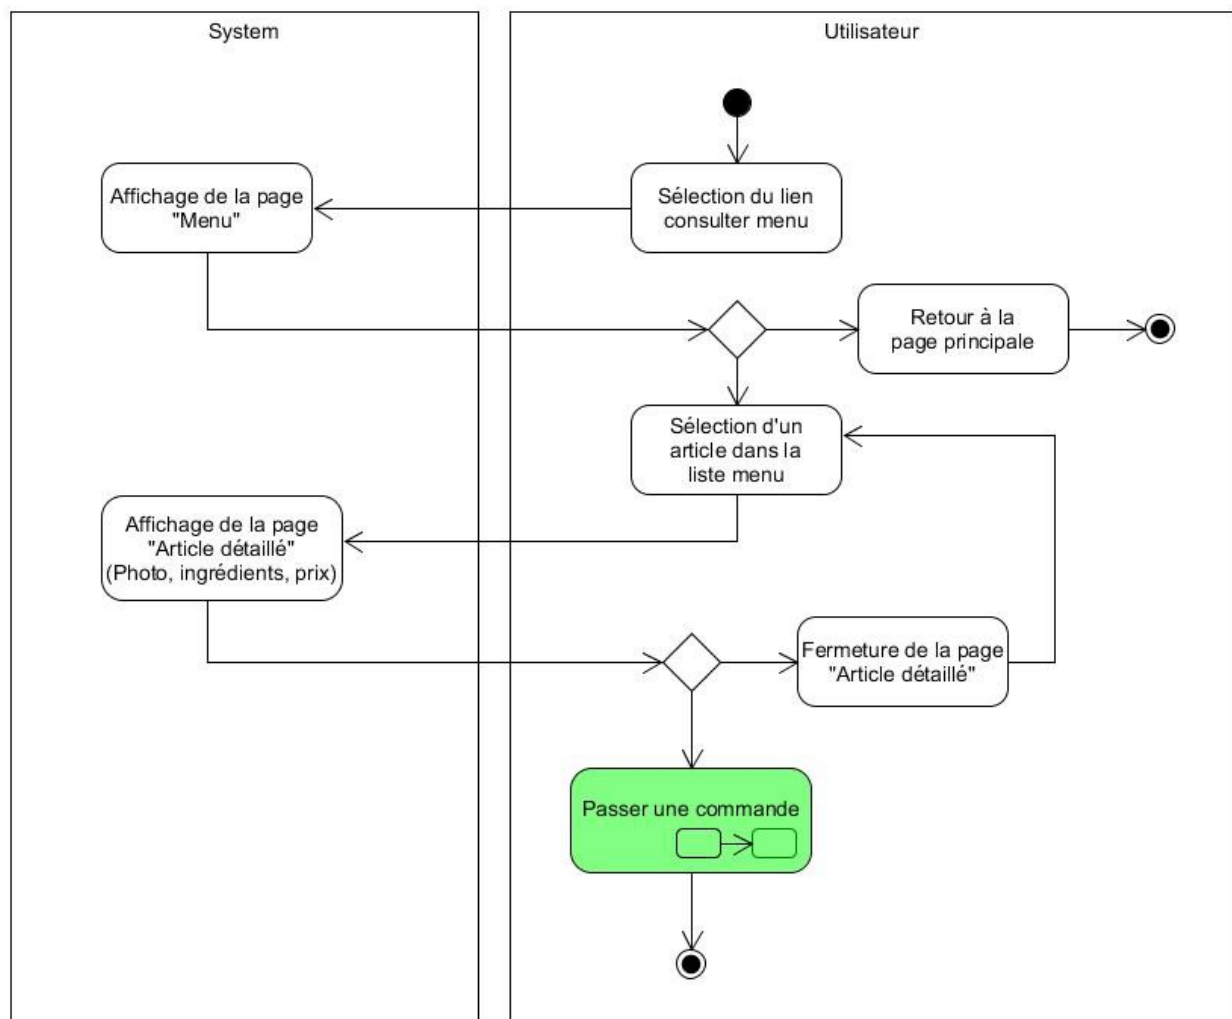 System
Utilisateur
Affichage de la page
"Menu"
Sélection du lien
consulter menu
Retour à la
page principale
Sélection d'un
article dans la
liste menu
Affichage de la page
"Article détaillé"
(Photo, ingrédients, prix)
Fermeture de la page
"Article détaillé"
Passer une commande